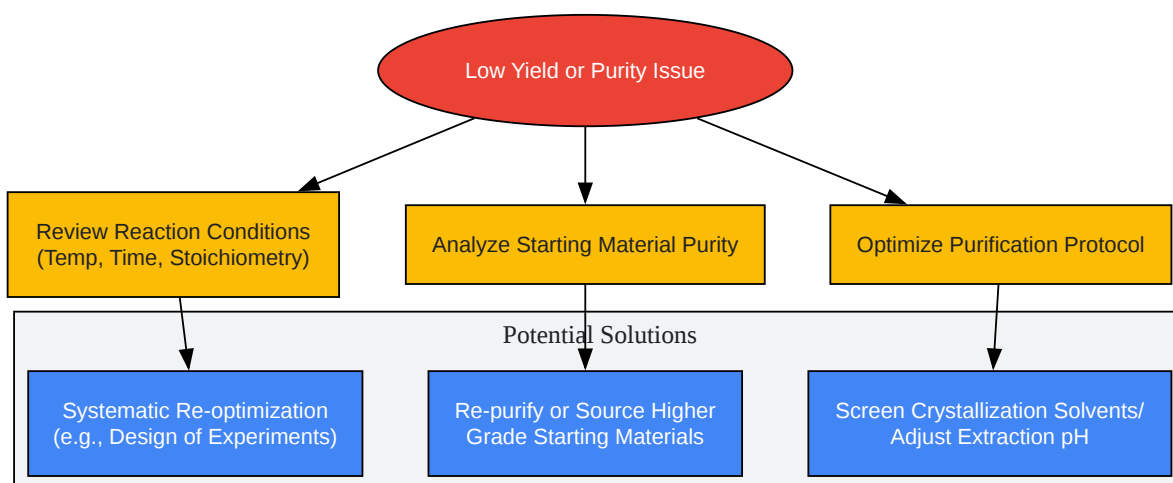 Low Yield or Purity Issue
Review Reaction Conditions
(Temp, Time, Stoichiometry)
Analyze Starting Material Purity
Optimize Purification Protocol
Potential Solutions
Systematic Re-optimization
(e.g., Design of Experiments)
Re-purify or Source Higher
Grade Starting Materials
Screen Crystallization Solvents/
Adjust Extraction pH